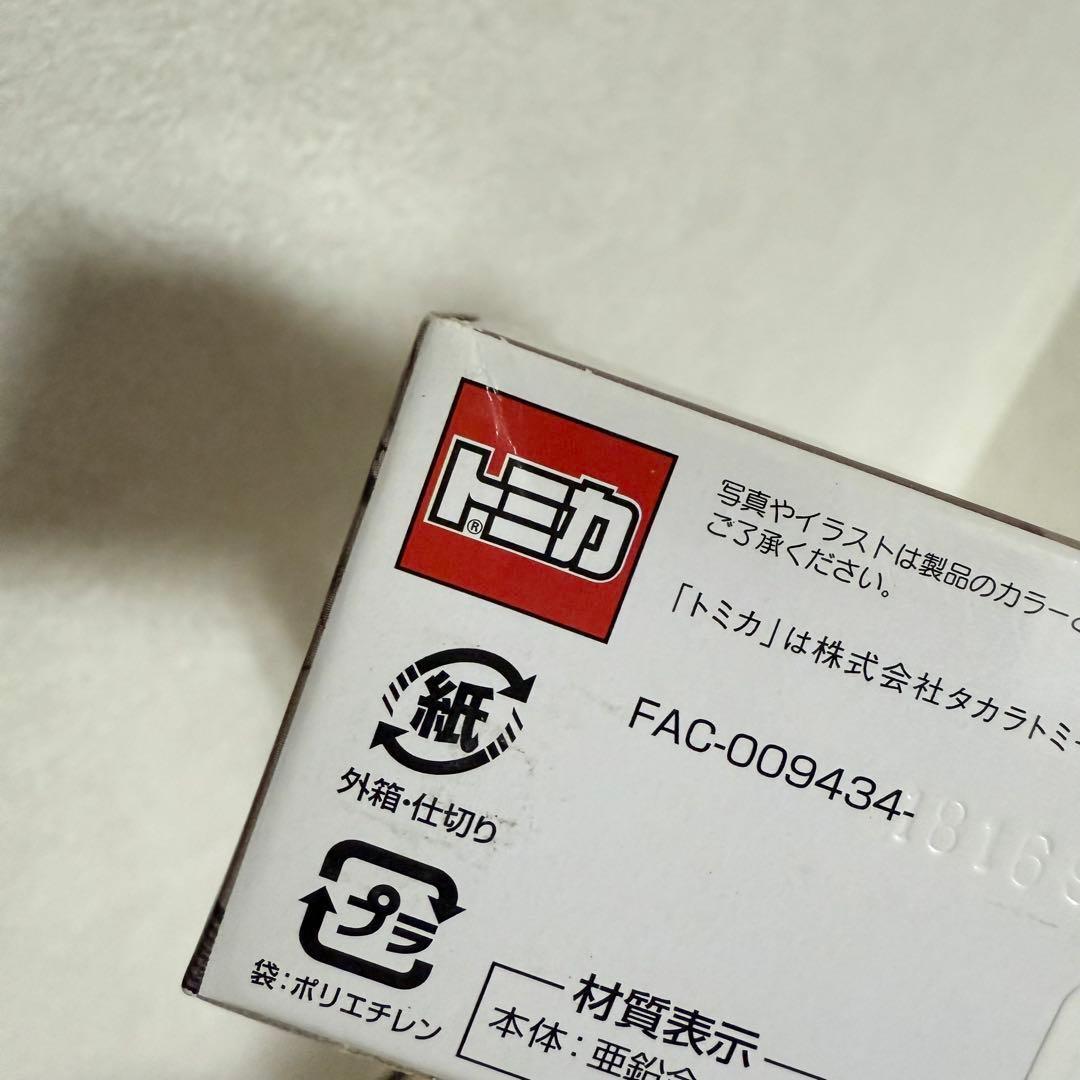 トミカ®
写真やイラストは製品のカラーと
ご了承ください。
「トミカ」は株式会社タカラトミー
FAC-009434-
18169
紙
外箱・仕切り
プラ
袋：ポリエチレン
材質表示
本体：亜鉛合